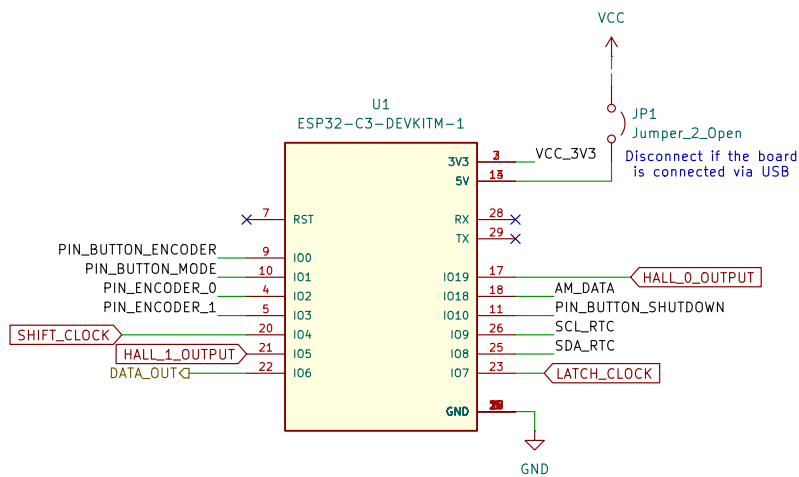 VCC
JP1
Jumper_2_Open
Disconnect if the board
is connected via USB
U1
ESP32-C3-DEVKITM-1
3V3
VCC_3V3
5V
7 RST
RX 28
TX 29
PIN_BUTTON_ENCODER 9 IO0
PIN_BUTTON_MODE 10 IO1
PIN_ENCODER_0 4 IO2
PIN_ENCODER_1 5 IO3
SHIFT_CLOCK 20 IO4
HALL_1_OUTPUT 21 IO5
DATA_OUT 22 IO6
IO19 17 HALL_0_OUTPUT
IO18 18 AM_DATA
IO10 11 PIN_BUTTON_SHUTDOWN
IO9 26 SCL_RTC
IO8 25 SDA_RTC
IO7 23 LATCH_CLOCK
GND
GND